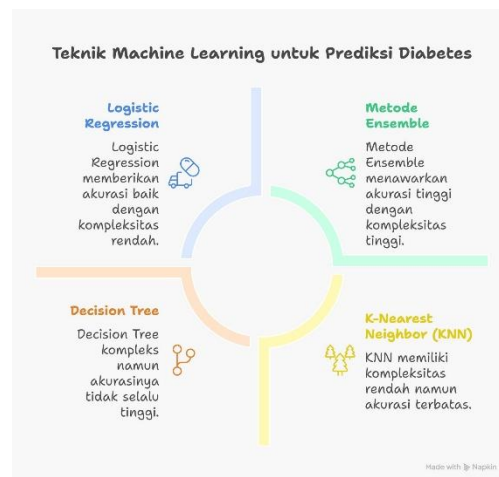 Teknik Machine Learning untuk Prediksi Diabetes
Logistic
Regression
Logistic
Regression
memberikan
akurasi baik
dengan
kompleksitas
rendah.
Metode
Ensemble
Metode
Ensemble
menawarkan
akurasi tinggi
dengan
kompleksitas
tinggi.
Decision Tree
Decision Tree
kompleks
namun
akurasinya
tidak selalu
tinggi.
K-Nearest
Neighbor (KNN)
KNN memiliki
kompleksitas
rendah namun
akurasi terbatas.
Made with Napkin